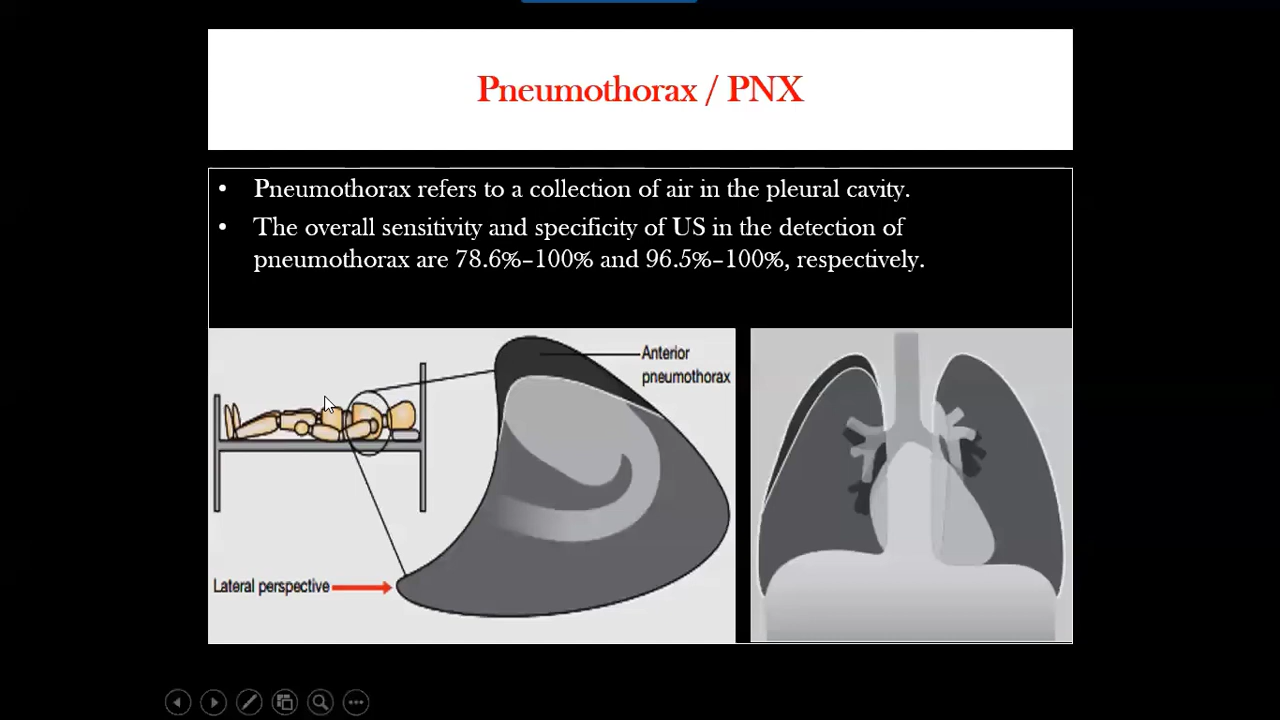 Pneumothorax / PNX
• Pneumothorax refers to a collection of air in the pleural cavity.
• The overall sensitivity and specificity of US in the detection of
pneumothorax are 78.6%–100% and 96.5%–100%, respectively.
Anterior
pneumothorax
Lateral perspective